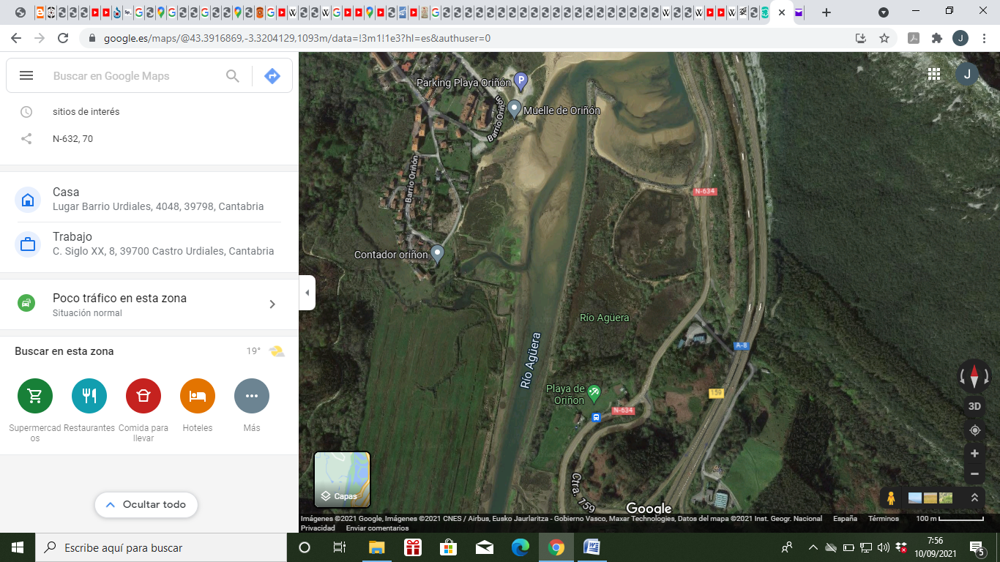 google.es/maps/@43.3916869,-3.3204129,1093m/data=!3m1!1e3?hl=es&authuser=0
J
Buscar en Google Maps
sitios de interés
N-632, 70
Casa
Lugar Barrio Urdiales, 4048, 39798, Cantabria
Trabajo
C. Siglo XX, 8, 39700 Castro Urdiales, Cantabria
Poco tráfico en esta zona
Situación normal
Buscar en esta zona
19°
Supermercad
os
Restaurantes
Comida para
llevar
Hoteles
Más
Ocultar todo
Parking Playa Oriñón
P
J
Muelle de Oriñón
Barrio Oriñón
Barrio Oriñón
N-634
Contador oriñon
Río Agüera
Río Agüera
A-8
159
Playa de
Oriñon
N-634
Ctra. 159
3D
Capas
Google
Imágenes ©2021 Google, Imágenes ©2021 CNES / Airbus, Eusko Jaurlaritza - Gobierno Vasco, Maxar Technologies, Datos del mapa ©2021 Inst. Geogr. Nacional España Términos 100 m
Privacidad Enviar comentarios
Escribe aquí para buscar
7:56
10/09/2021
5